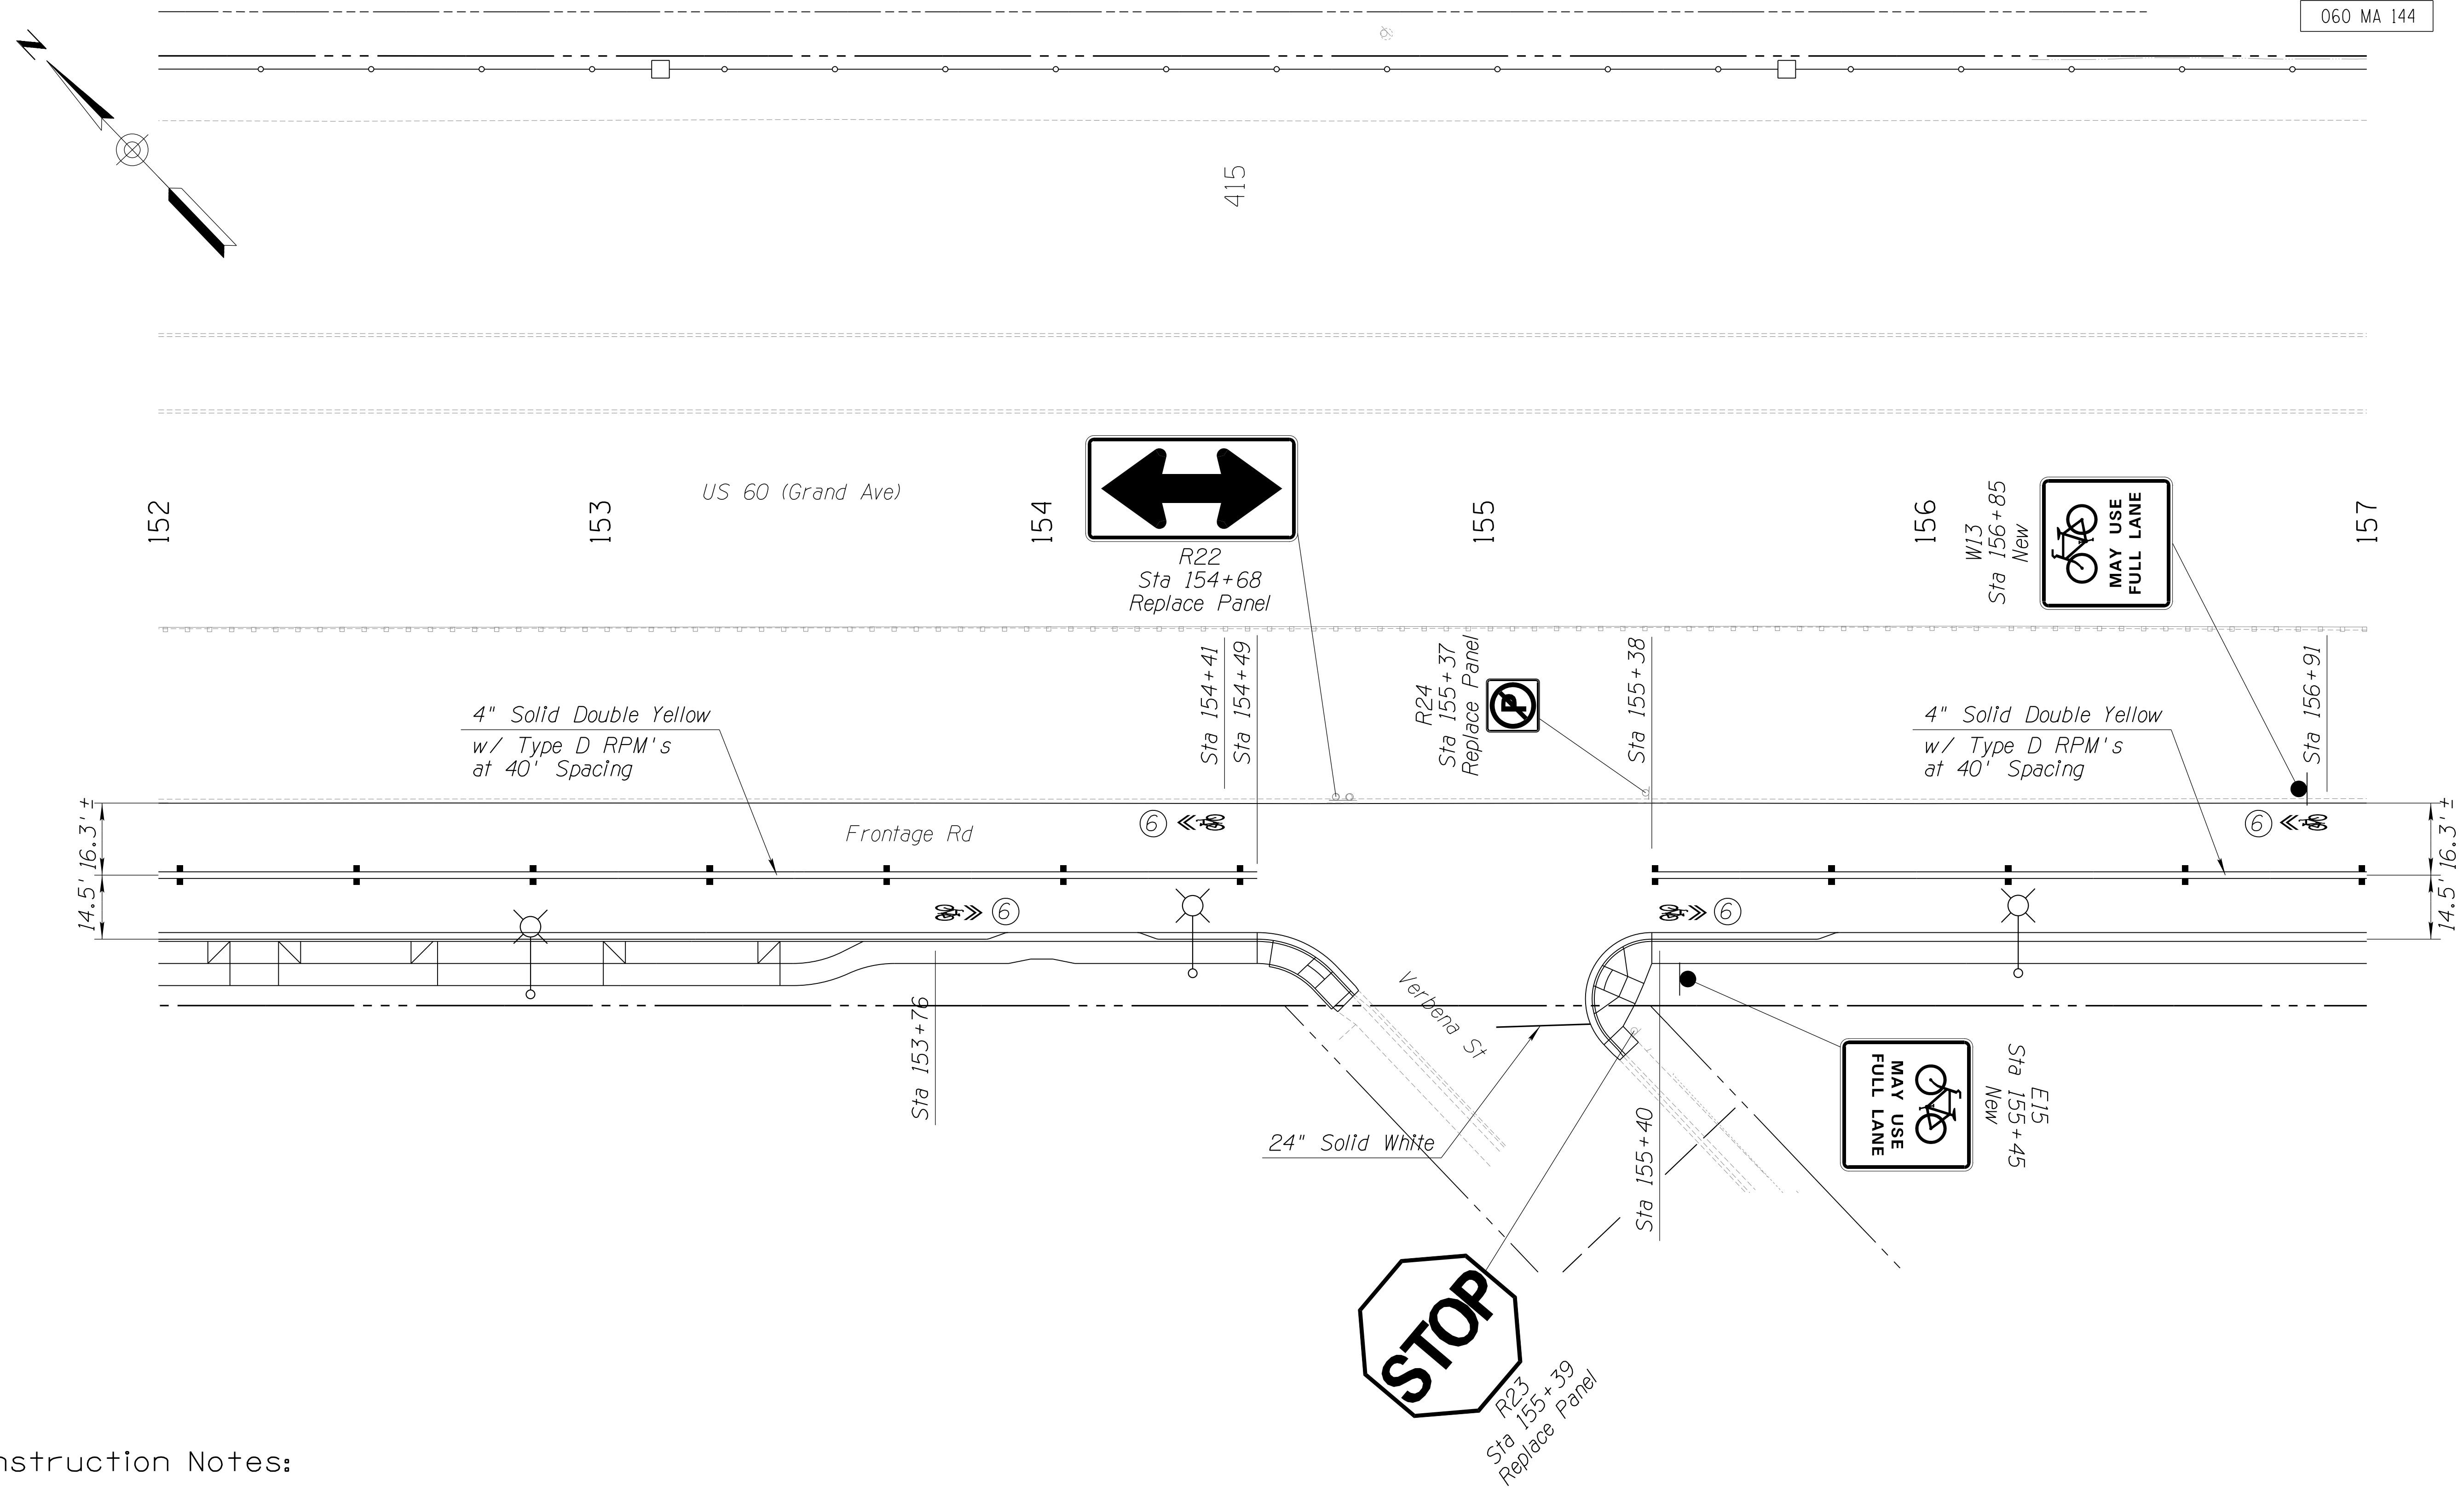 060 MA 144
N
415
US 60 (Grand Ave)
152
153
154
155
156
157
R22
Sta 154+68
Replace Panel
W13
Sta 156+85
New
MAY USE
FULL LANE
Sta 154+41
Sta 154+49
R24
Sta 155+37
Replace Panel
P
Sta 155+38
Sta 156+91
4" Solid Double Yellow
w/ Type D RPM's
at 40' Spacing
4" Solid Double Yellow
w/ Type D RPM's
at 40' Spacing
16.3'±
14.5'
Frontage Rd
6
6
16.3'±
14.5'
6
6
Verbena St
Sta 153+76
24" Solid White
Sta 155+40
MAY USE
FULL LANE
E15
Sta 155+45
New
STOP
R23
Sta 155+39
Replace Panel
nstruction Notes: